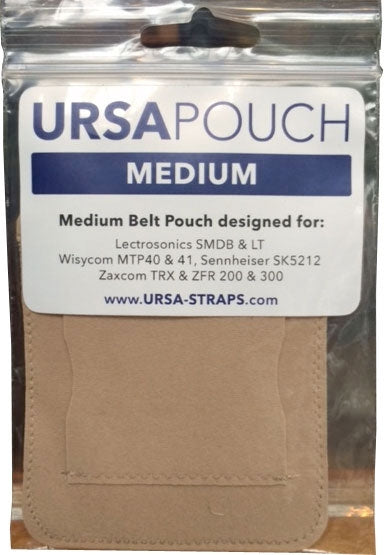 URSAPOUCH
MEDIUM
Medium Belt Pouch designed for:
Lectrosonics SMDB & LT
Wisycom MTP40 & 41, Sennheiser SK5212
Zaxcom TRX & ZFR 200 & 300
www.URSA-STRAPS.com